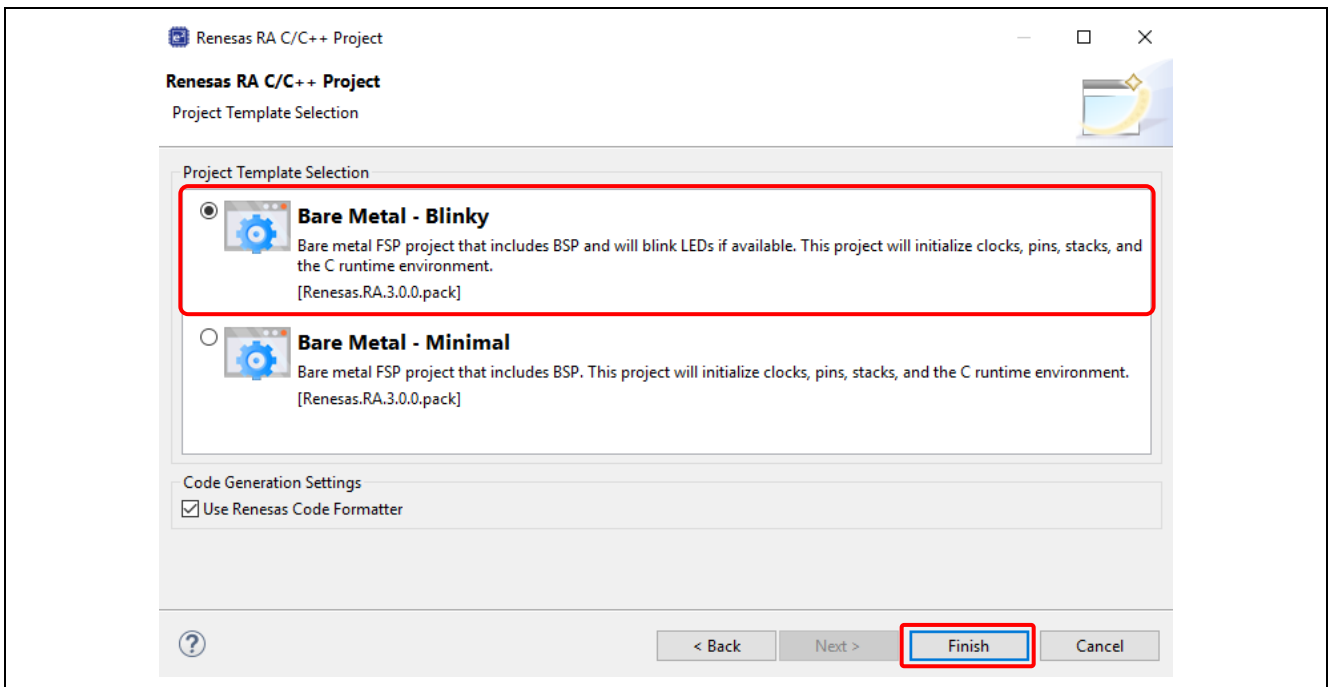 Renesas RA C/C++ Project
Renesas RA C/C++ Project
Project Template Selection
Project Template Selection
Bare Metal - Blinky
Bare metal FSP project that includes BSP and will blink LEDs if available. This project will initialize clocks, pins, stacks, and
the C runtime environment.
[Renesas.RA.3.0.0.pack]
Bare Metal - Minimal
Bare metal FSP project that includes BSP. This project will initialize clocks, pins, stacks, and the C runtime environment.
[Renesas.RA.3.0.0.pack]
Code Generation Settings
Use Renesas Code Formatter
? < Back Next > Finish Cancel